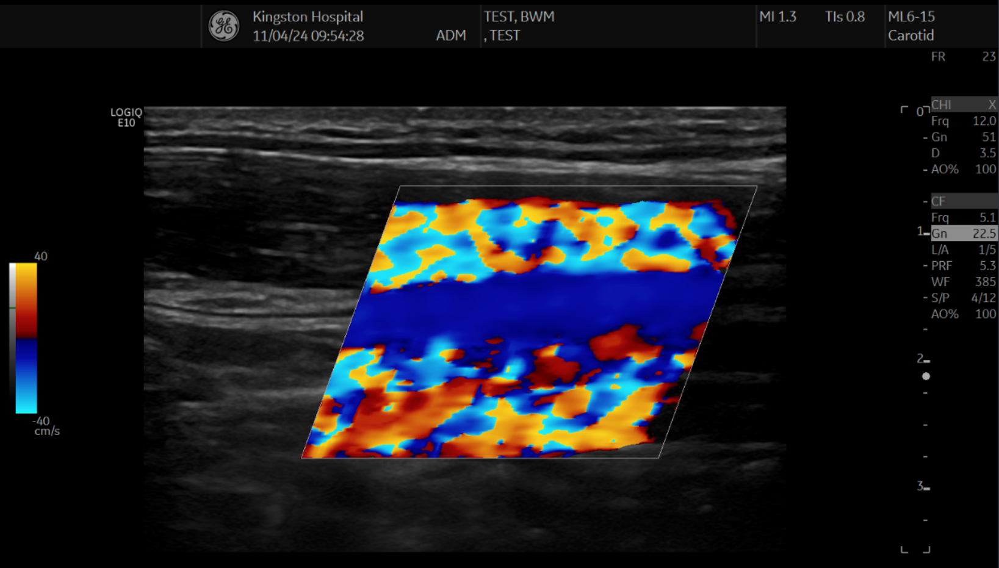 Kingston Hospital
11/04/24 09:54:28 ADM
TEST, BWM
, TEST
MI 1.3 TIs 0.8
ML6-15
Carotid
FR 23
LOGIQ
E10
0
CHI X
Frq 12.0
Gn 51
D 3.5
AO% 100
CF
Frq 5.1
1
Gn 22.5
L/A 1/5
PRF 5.3
WF 385
S/P 4/12
AO% 100
40
-40
cm/s
2
3